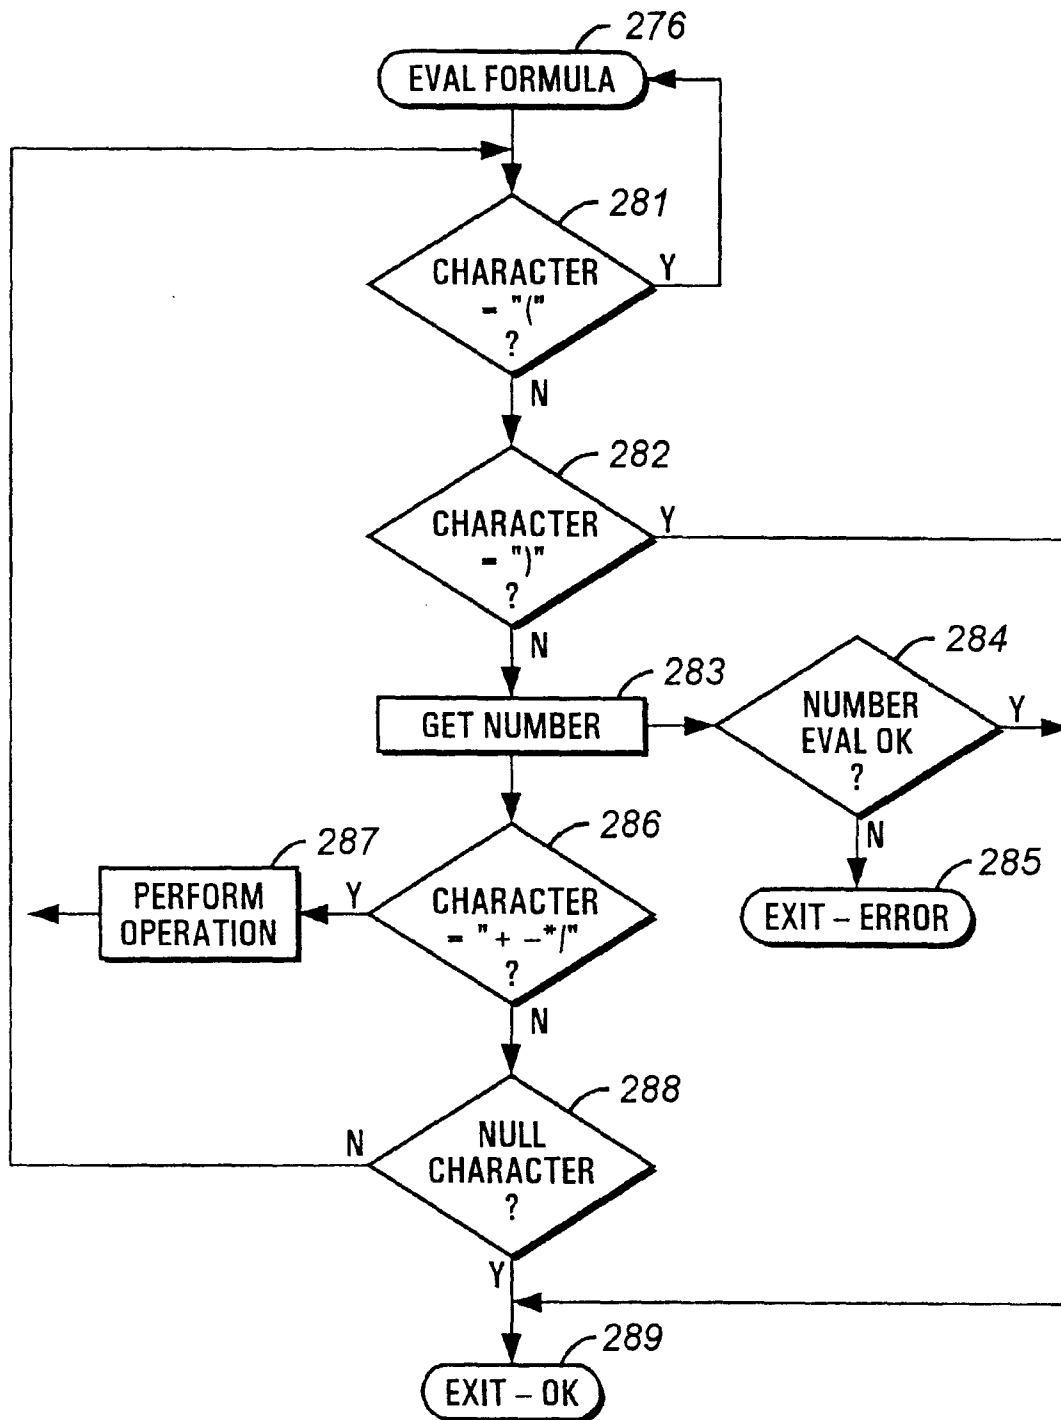 276
EVAL FORMULA
281
CHARACTER
= "("
?
Y
N
282
CHARACTER
= ")"
?
Y
N
283
GET NUMBER
284
NUMBER
EVAL OK
?
Y
N
285
EXIT – ERROR
286
CHARACTER
= "+ –*/"
?
Y
N
287
PERFORM
OPERATION
288
NULL
CHARACTER
?
N
Y
289
EXIT – OK